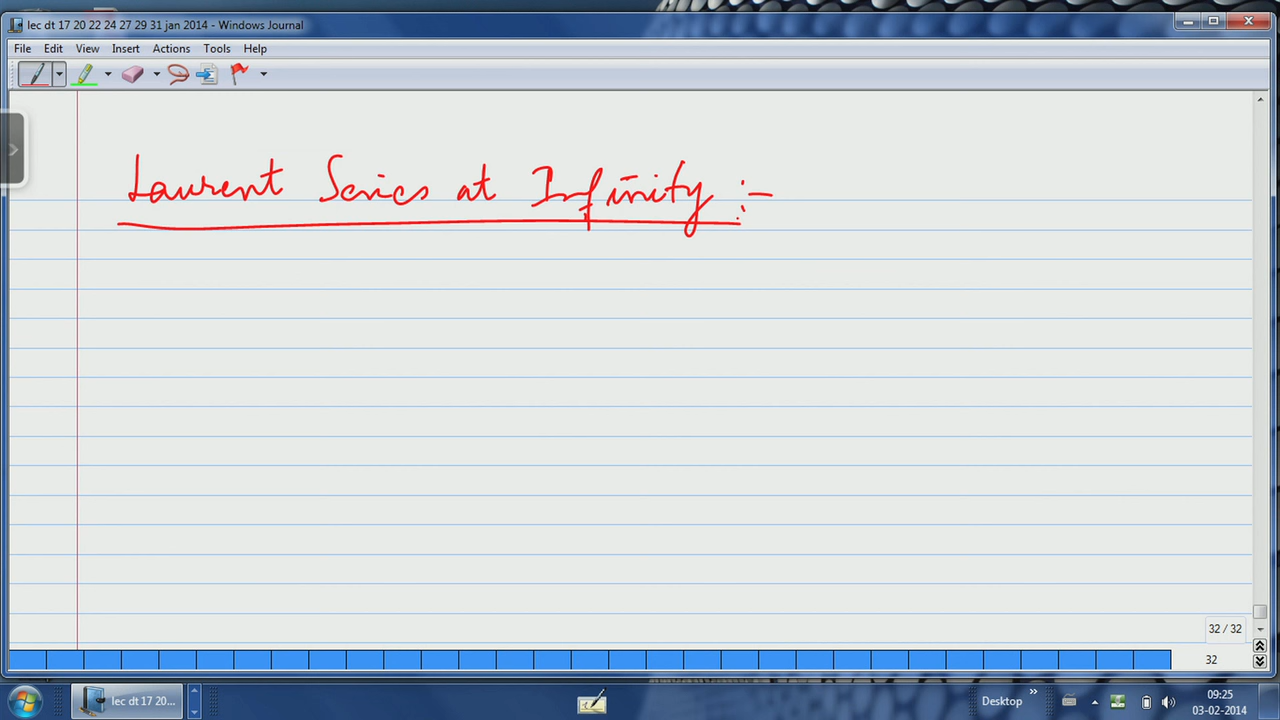 lec dt 17 20 22 24 27 29 31 jan 2014 - Windows Journal
File Edit View Insert Actions Tools Help
Laurent Series at Infinity :-
32 / 32
32
lec dt 17 20...
Desktop
»
09:25
03-02-2014